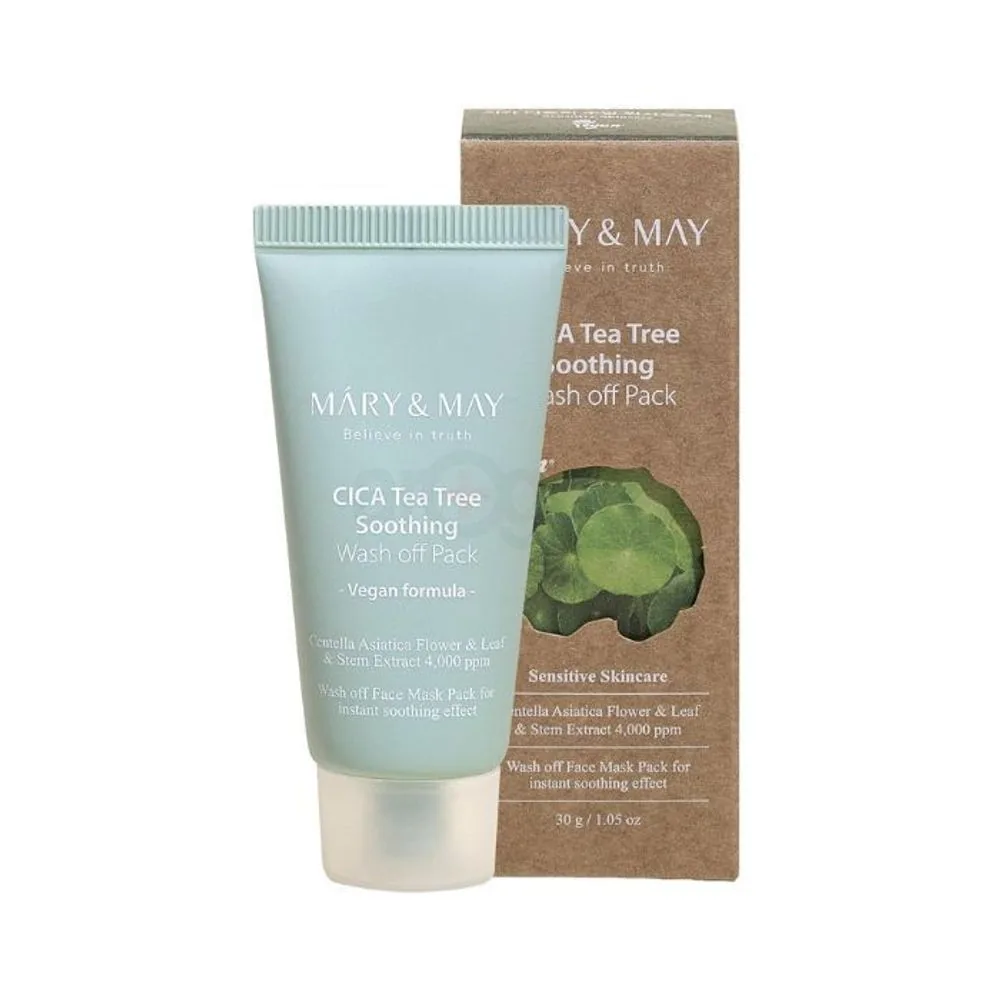 MÁRY & MAY
Believe in truth
CICA Tea Tree
Soothing
Wash off Pack
- Vegan formula -
Centella Asiatica Flower & Leaf
& Stem Extract 4,000 ppm
Wash off Face Mask Pack for
instant soothing effect
Y & MAY
eve in truth
A Tea Tree
oothing
ash off Pack
Sensitive Skincare
entella Asiatica Flower & Leaf
& Stem Extract 4,000 ppm
Wash off Face Mask Pack for
instant soothing effect
30 g / 1.05 oz